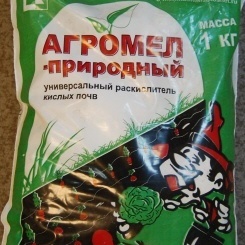 АГРОМЕЛ
-природный
универсальный раскислитель
кислых почв
МАССА
1 КГ